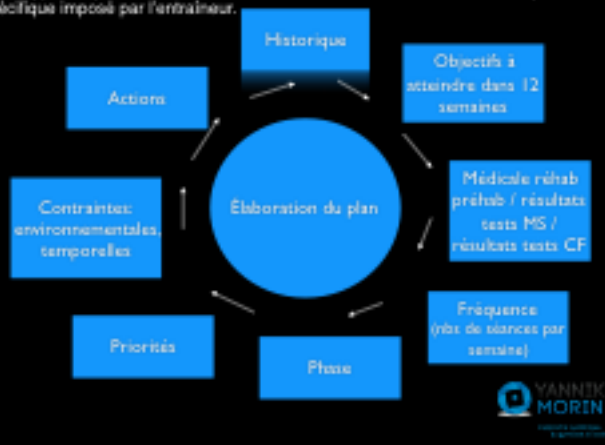 écifique imposé par l'entraîneur.
Historique
Objectifs à
atteindre dans 12
semaines
Médicale réhab
préhab / résultats
tests MS /
résultats tests CF
Fréquence
(nbs de séances par
semaine)
Phase
Priorités
Contraintes:
environnementales,
temporelles
Actions
Élaboration du plan
YANNIK
MORIN